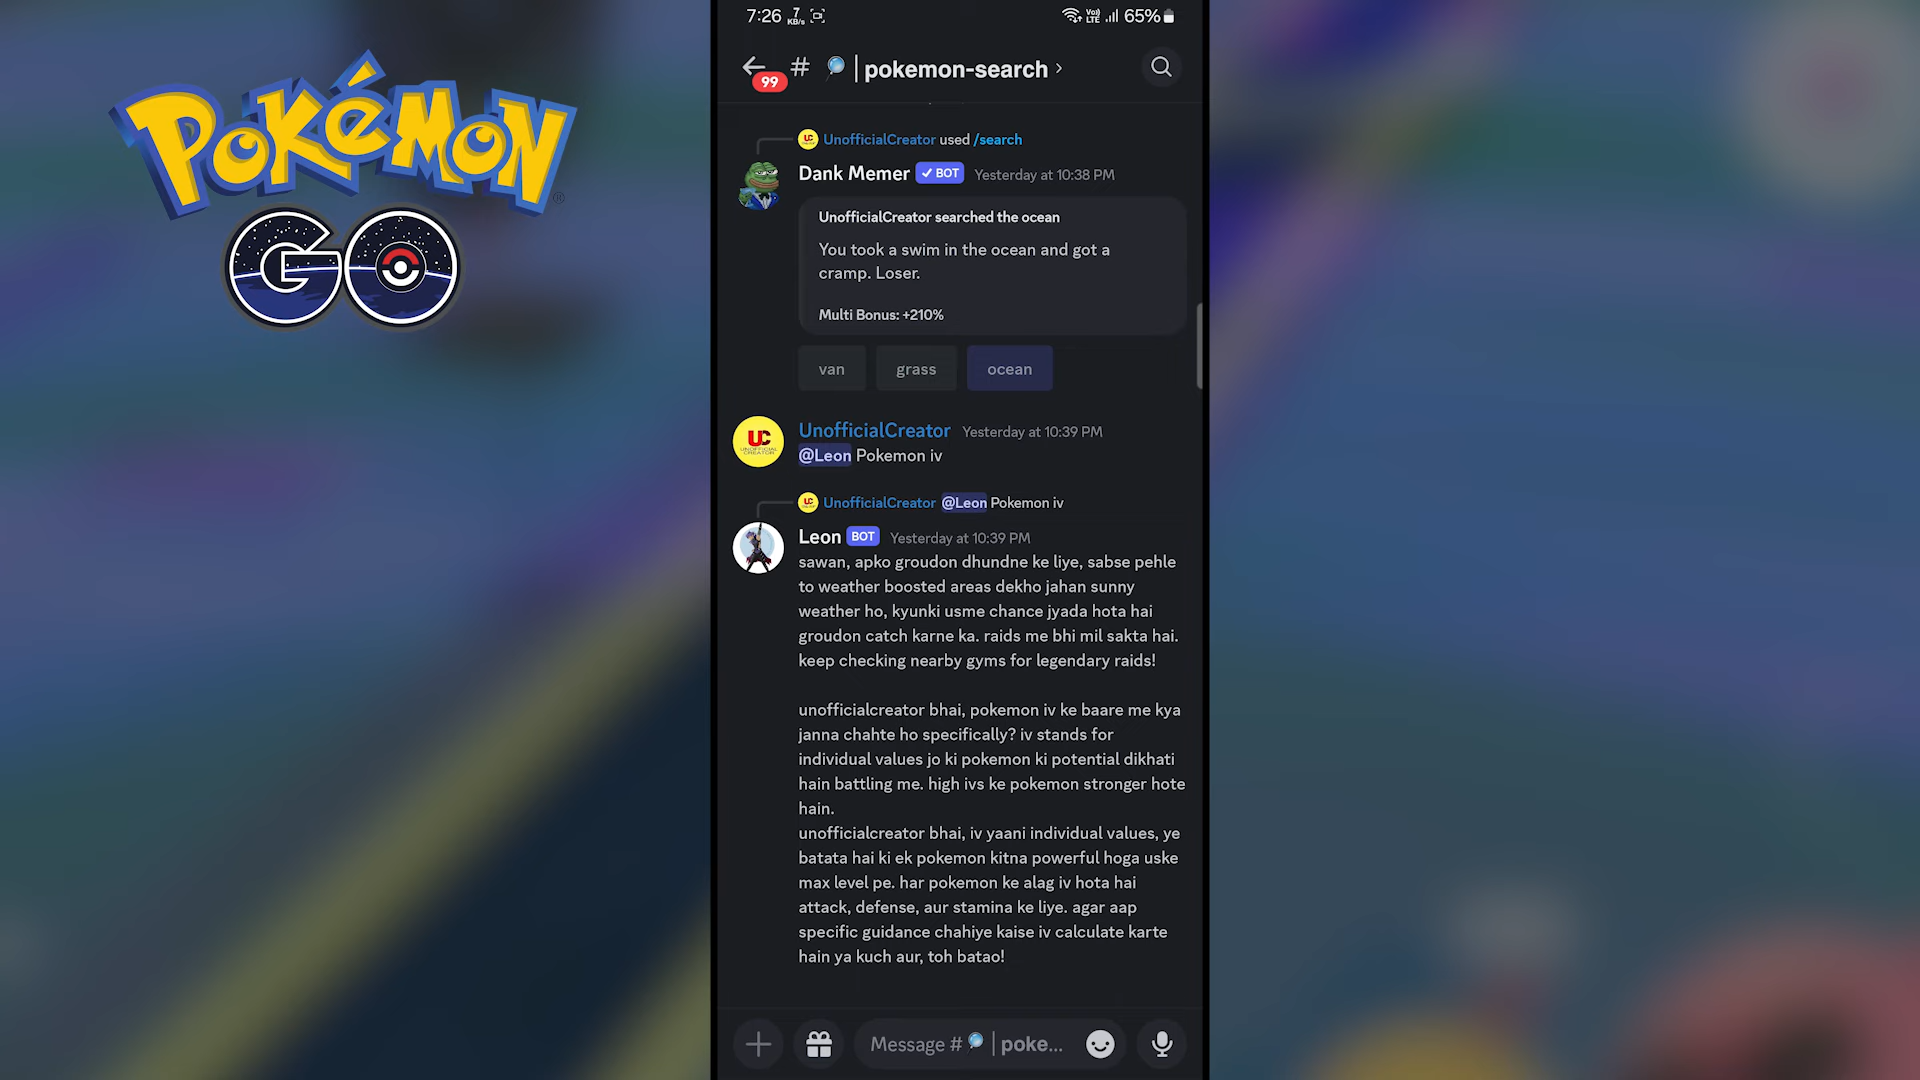 POKÉMON
GO
7:26 7 KB/s Vo) LTE 65%
99 # | pokemon-search ›
UnofficialCreator used /search
Dank Memer BOT Yesterday at 10:38 PM
UnofficialCreator searched the ocean
You took a swim in the ocean and got a
cramp. Loser.
Multi Bonus: +210%
van grass ocean
UnofficialCreator Yesterday at 10:39 PM
UC
@Leon Pokemon iv
UnofficialCreator @Leon Pokemon iv
Leon BOT Yesterday at 10:39 PM
sawan, apko groudon dhundne ke liye, sabse pehle
to weather boosted areas dekho jahan sunny
weather ho, kyunki usme chance jyada hota hai
groudon catch karne ka. raids me bhi mil sakta hai.
keep checking nearby gyms for legendary raids!
unofficialcreator bhai, pokemon iv ke baare me kya
janna chahte ho specifically? iv stands for
individual values jo ki pokemon ki potential dikhati
hain battling me. high ivs ke pokemon stronger hote
hain.
unofficialcreator bhai, iv yaani individual values, ye
batata hai ki ek pokemon kitna powerful hoga uske
max level pe. har pokemon ke alag iv hota hai
attack, defense, aur stamina ke liye. agar aap
specific guidance chahiye kaise iv calculate karte
hain ya kuch aur, toh batao!
Message # | poke...